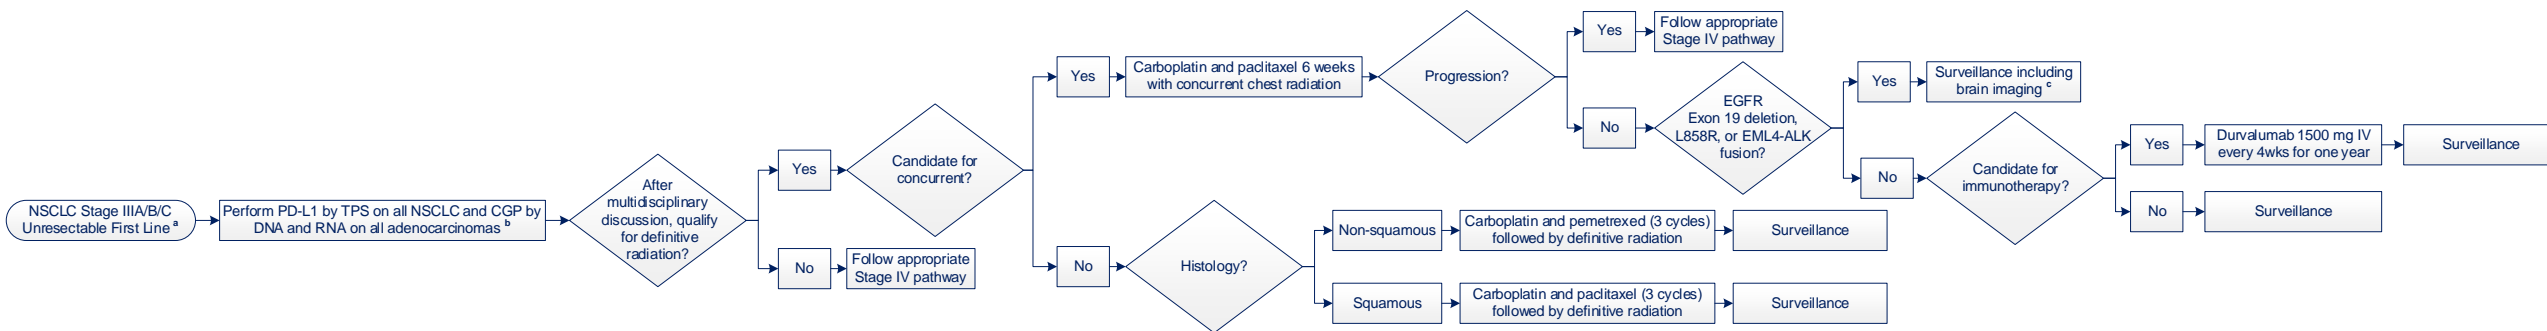 NSCLC Stage IIIA/B/C
Unresectable First Line a
Perform PD-L1 by TPS on all NSCLC and CGP by
DNA and RNA on all adenocarcinomas b
After
multidisciplinary
discussion, qualify
for definitive
radiation?
Yes
No
Follow appropriate
Stage IV pathway
Candidate for
concurrent?
Yes
Carboplatin and paclitaxel 6 weeks
with concurrent chest radiation
Progression?
Yes
Follow appropriate
Stage IV pathway
No
EGFR
Exon 19 deletion,
L858R, or EML4-ALK
fusion?
Yes
Surveillance including
brain imaging c
No
Candidate for
immunotherapy?
Yes
Durvalumab 1500 mg IV
every 4wks for one year
Surveillance
No
Surveillance
No
Histology?
Non-squamous
Carboplatin and pemetrexed (3 cycles)
followed by definitive radiation
Surveillance
Squamous
Carboplatin and paclitaxel (3 cycles)
followed by definitive radiation
Surveillance